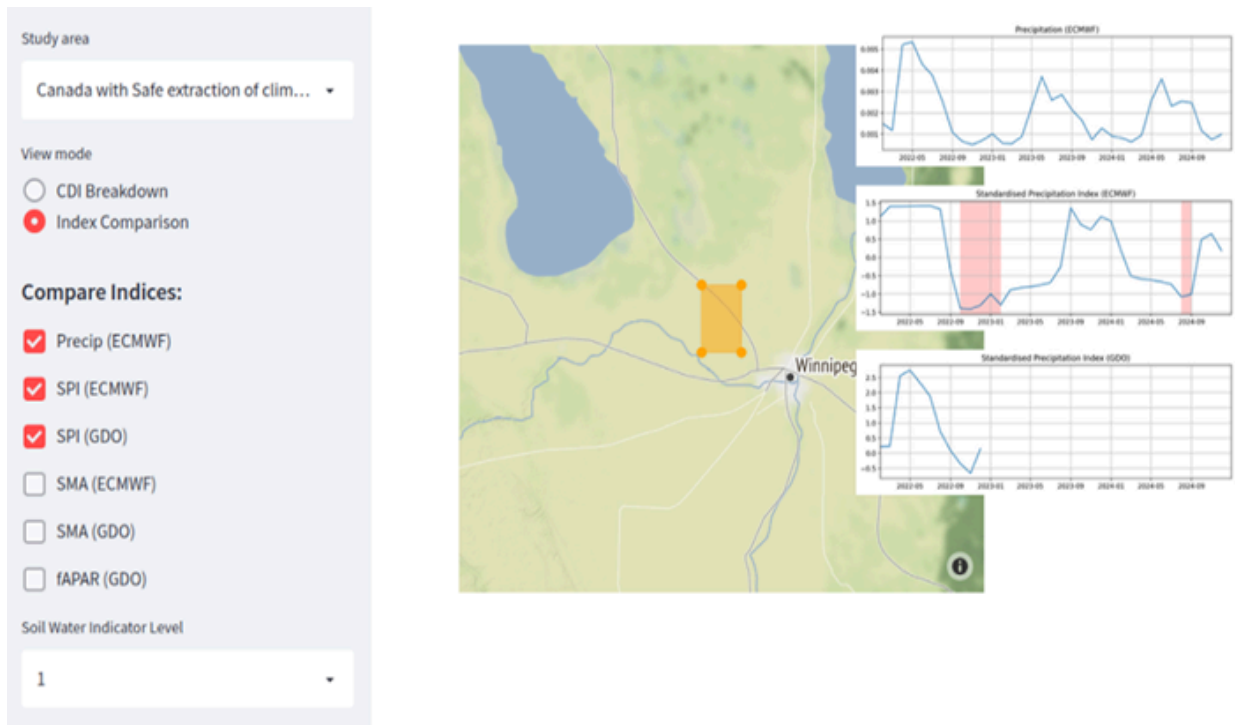 Study area
Canada with Safe extraction of clim...
View mode
CDI Breakdown
Index Comparison
Compare Indices:
Precip (ECMWF)
SPI (ECMWF)
SPI (GDO)
SMA (ECMWF)
SMA (GDO)
fAPAR (GDO)
Soil Water Indicator Level
1
Winnipeg
Precipitation (ECMWF)
0.005
0.004
0.003
0.002
0.001
2022-05 2022-09 2023-01 2023-05 2023-09 2024-01 2024-05 2024-09
Standardised Precipitation Index (ECMWF)
1.5
1.0
0.5
0.0
−0.5
−1.0
−1.5
2022-05 2022-09 2023-01 2023-05 2023-09 2024-01 2024-05 2024-09
Standardised Precipitation Index (GDO)
2.5
2.0
1.5
1.0
0.5
0.0
−0.5
2022-05 2022-09 2023-01 2023-05 2023-09 2024-01 2024-05 2024-09